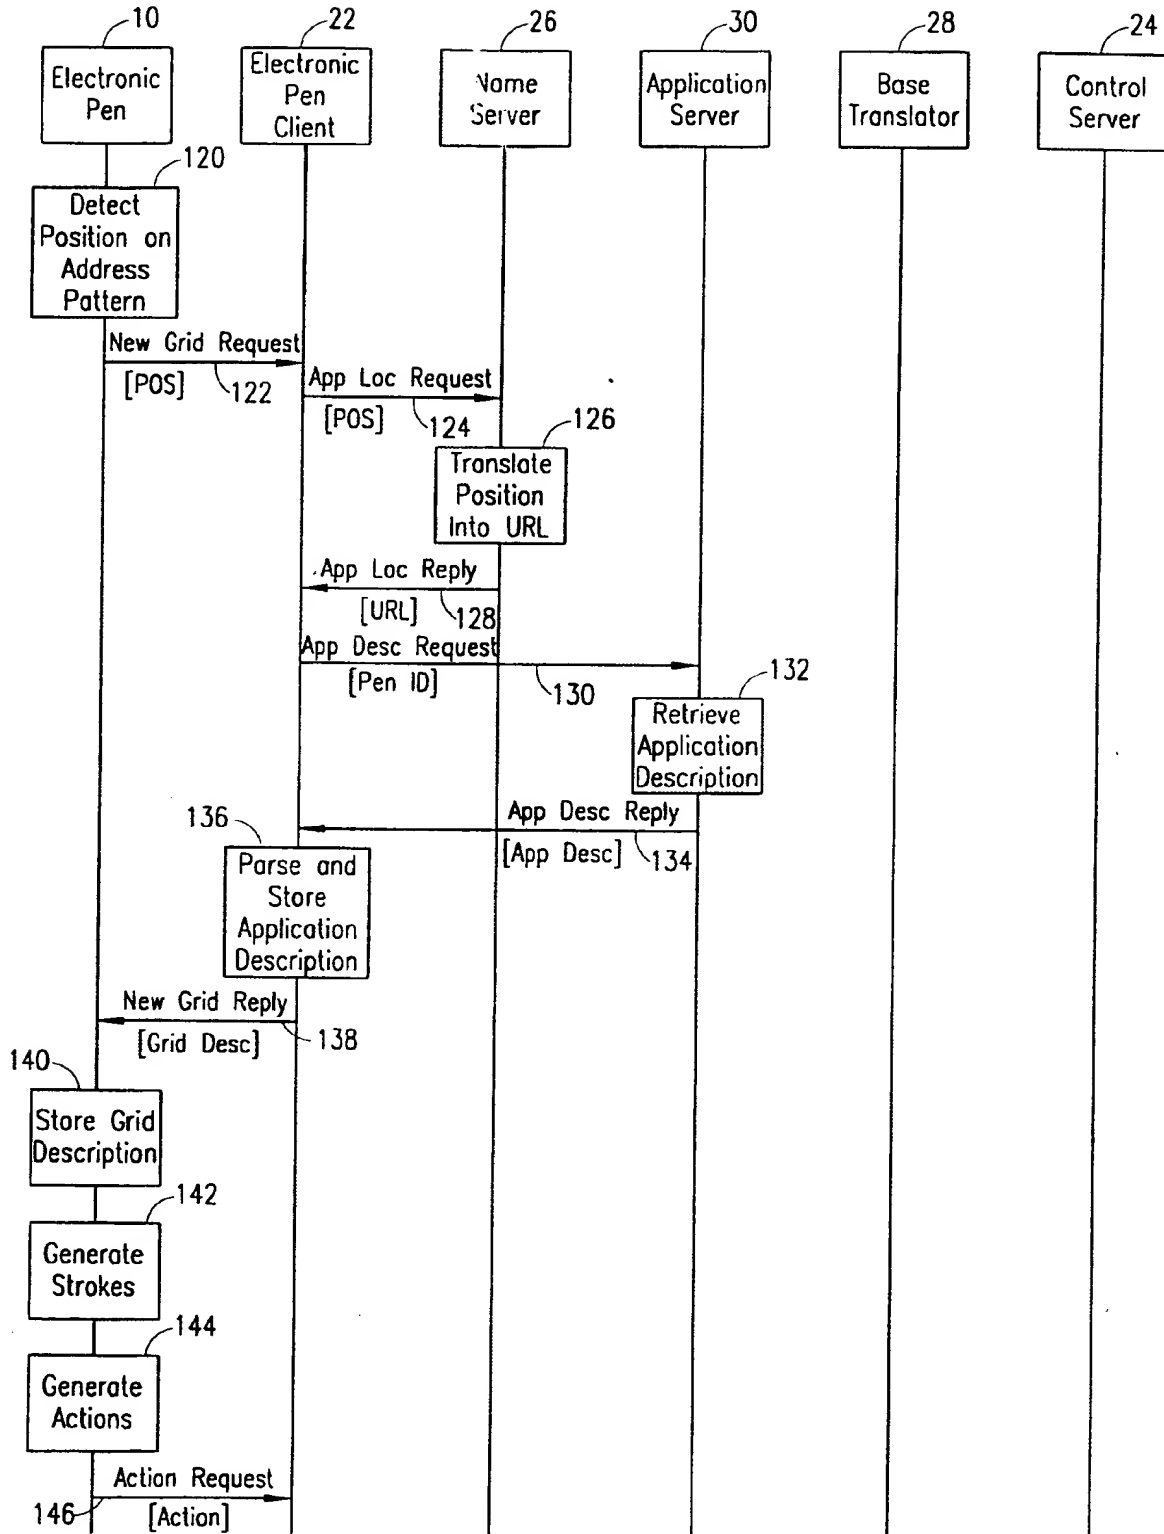 10
22
26
30
28
24
Electronic
Pen
Electronic
Pen
Client
Name
Server
Application
Server
Base
Translator
Control
Server
120
Detect
Position on
Address
Pattern
New Grid Request
[POS]
122
App Loc Request
[POS]
124
126
Translate
Position
Into URL
App Loc Reply
[URL]
128
App Desc Request
[Pen ID]
130
132
Retrieve
Application
Description
App Desc Reply
[App Desc]
134
136
Parse and
Store
Application
Description
New Grid Reply
[Grid Desc]
138
140
Store Grid
Description
142
Generate
Strokes
144
Generate
Actions
Action Request
146
[Action]